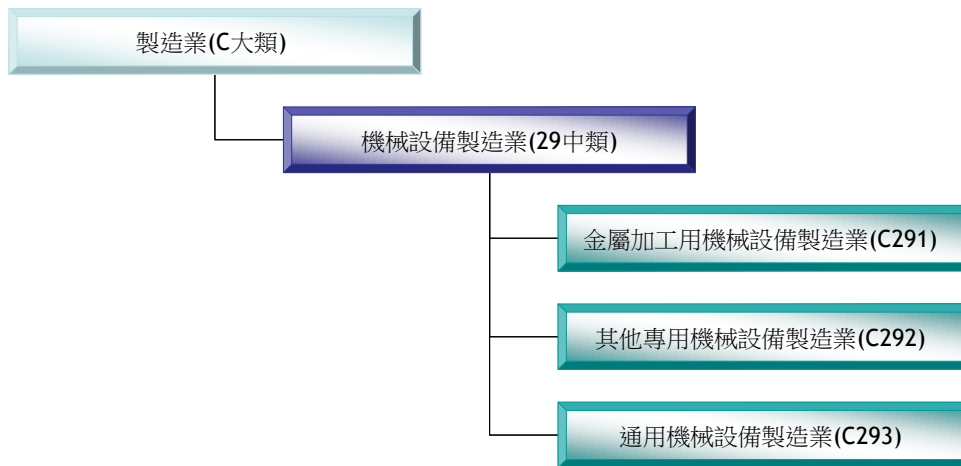 製造業(C大類)
機械設備製造業(29中類)
金屬加工用機械設備製造業(C291)
其他專用機械設備製造業(C292)
通用機械設備製造業(C293)